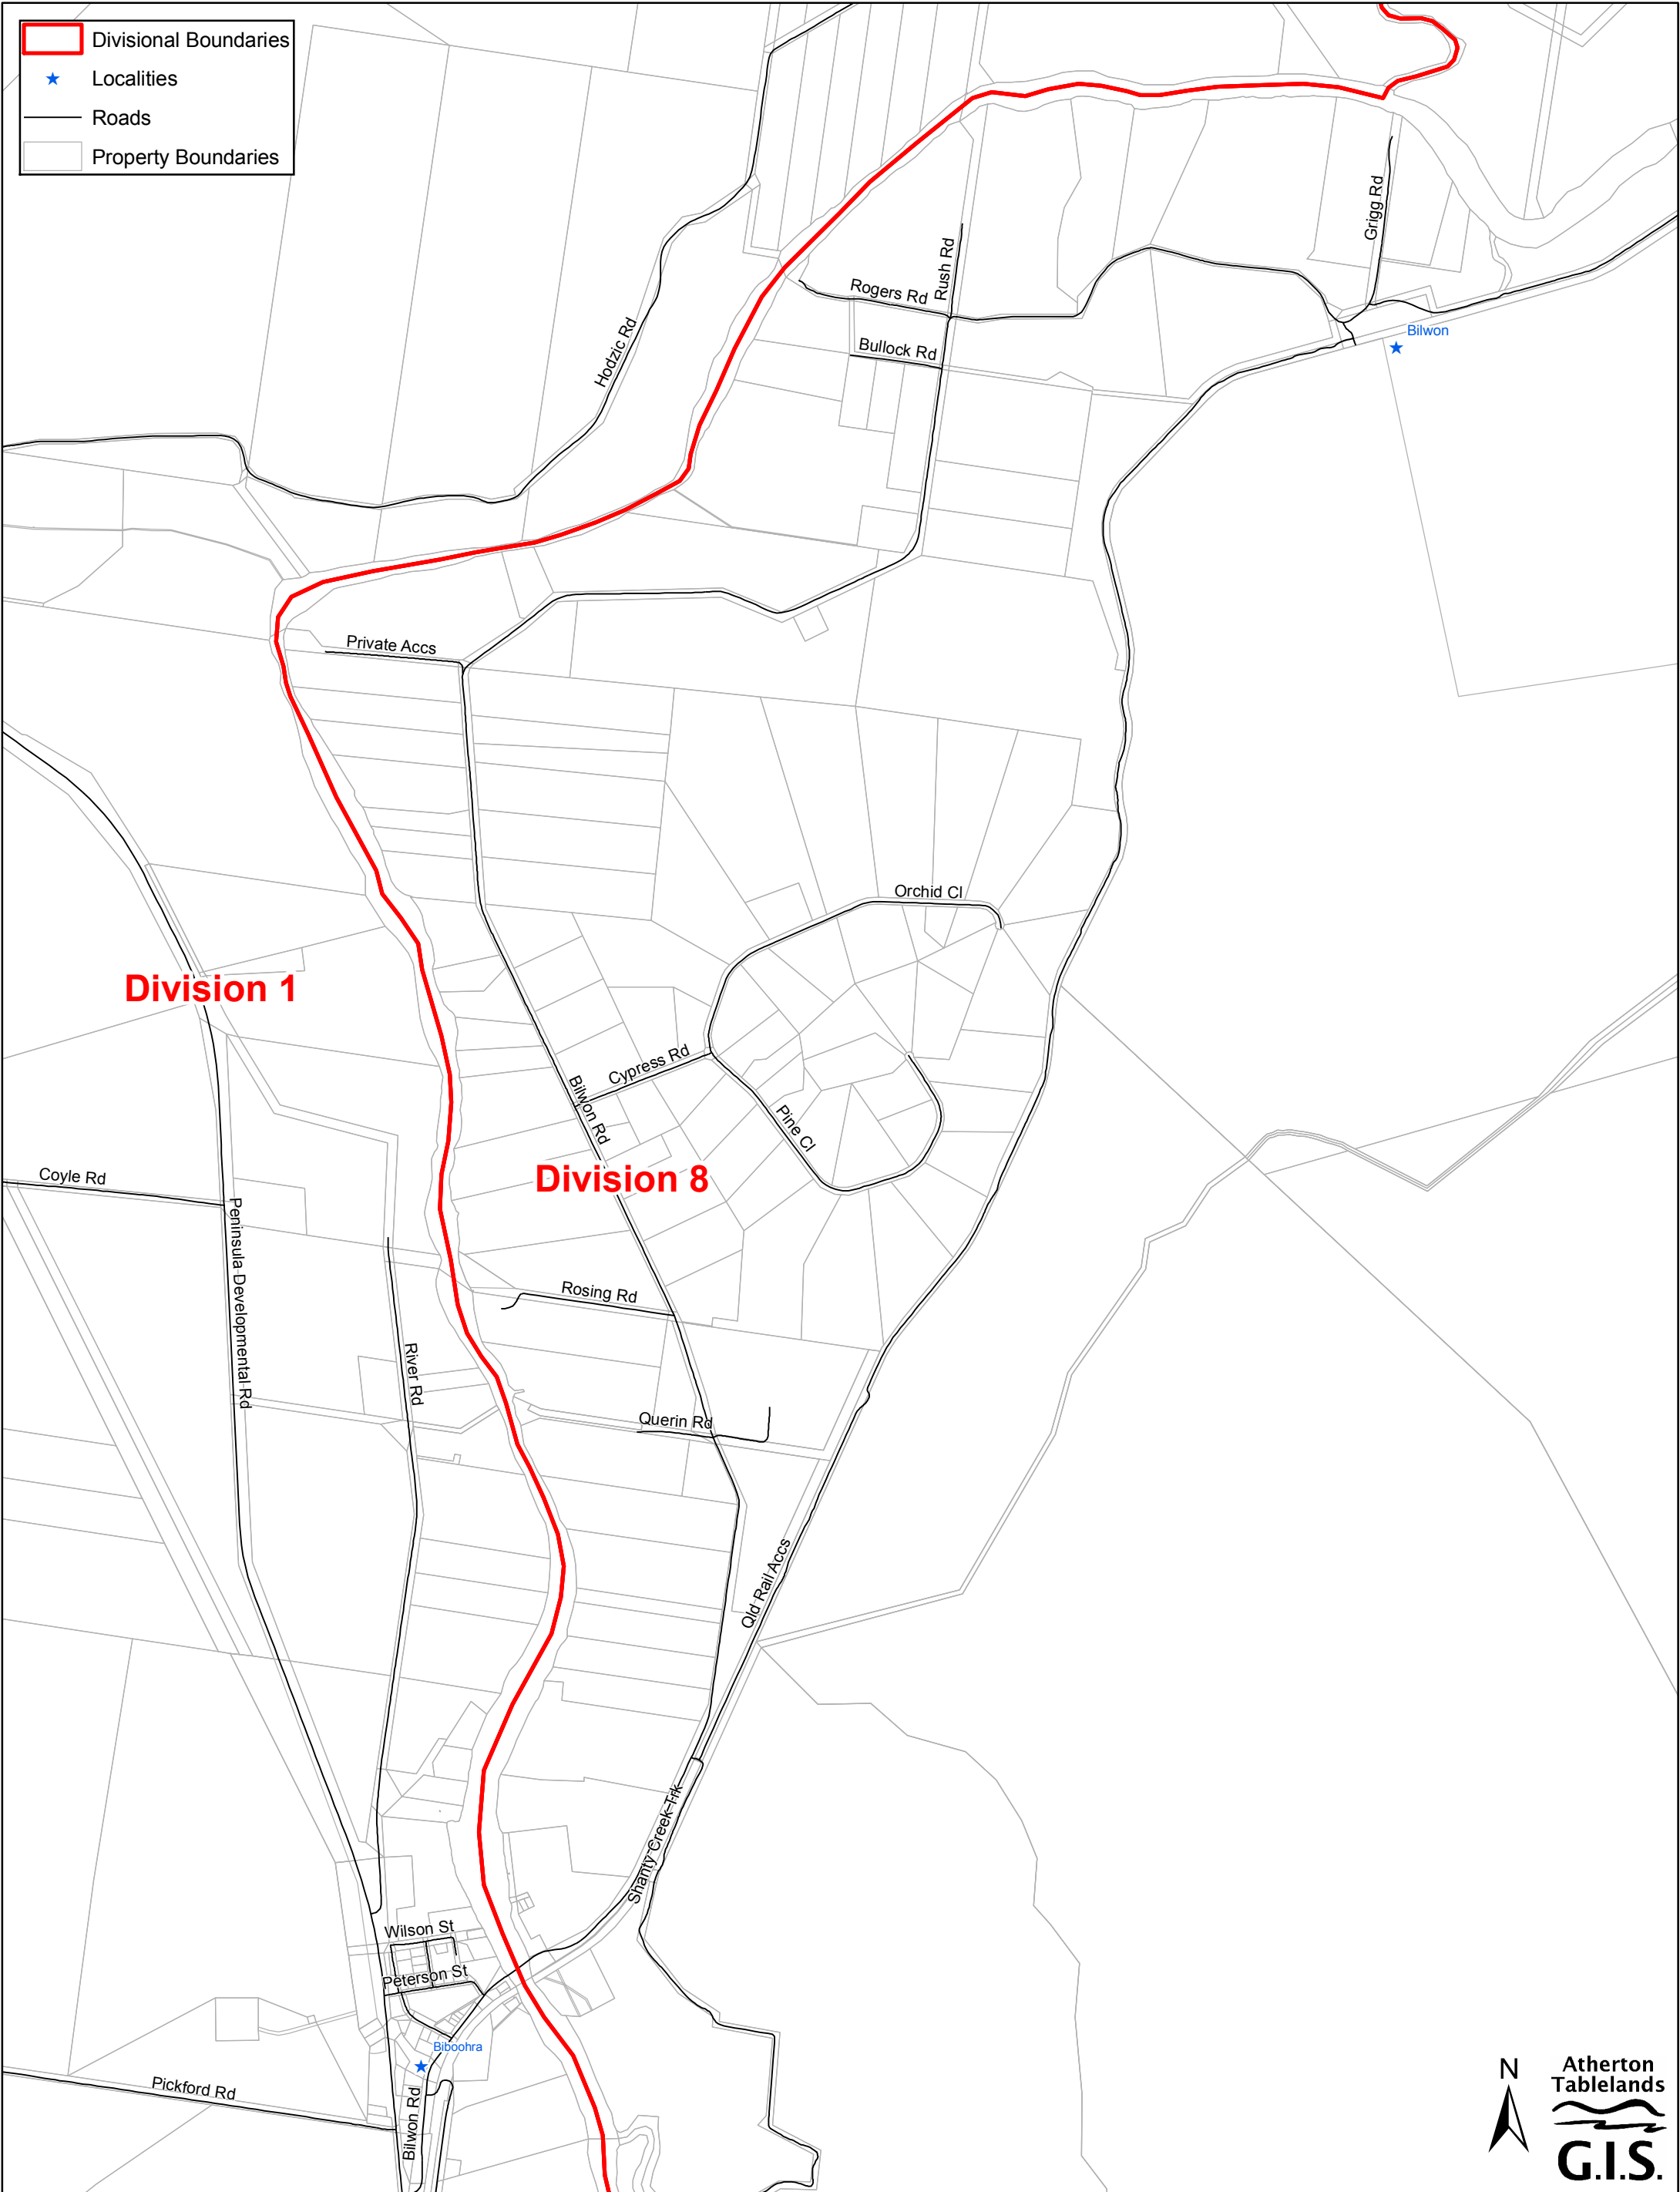 Divisional Boundaries
Localities
Roads
Property Boundaries
Grigg Rd
Rush Rd
Rogers Rd
Bilwon
Hodzic Rd
Bullock Rd
Private Accs
Orchid Cl
Division 1
Cypress Rd
Bilwon Rd
Pine Cl
Division 8
Coyle Rd
Peninsula Developmental Rd
Rosing Rd
River Rd
Querin Rd
Qld Rail Accs
Shanty Creek Trk
Wilson St
Peterson St
Biboohra
Pickford Rd
Bilwon Rd
N
Atherton
Tablelands
G.I.S.